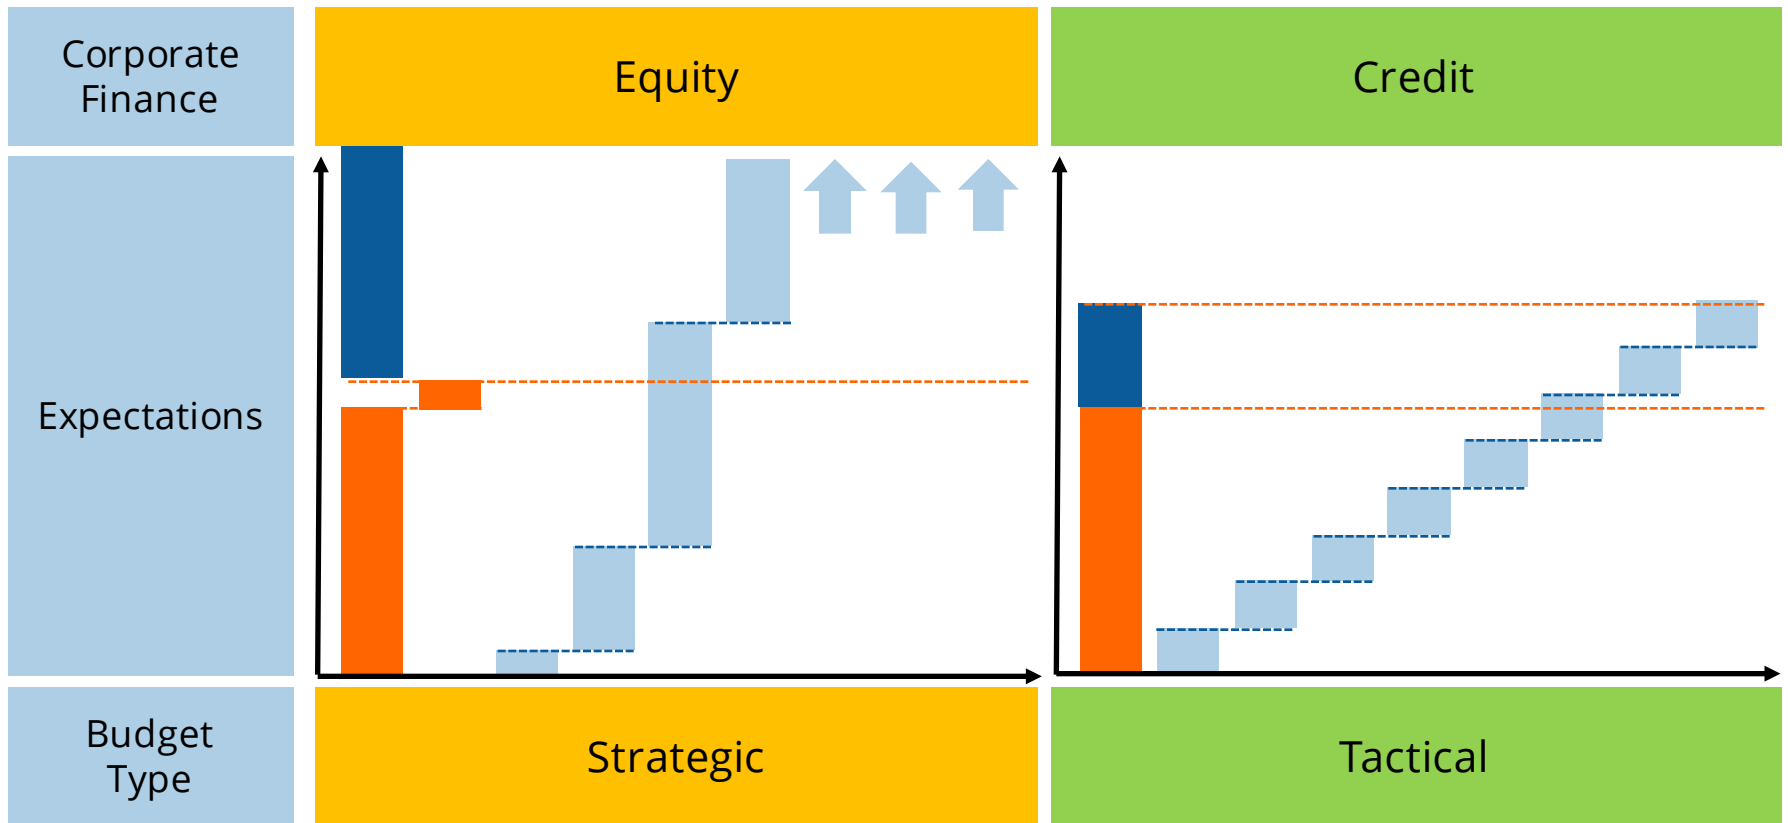 Corporate
Finance
Equity
Credit
Expectations
Budget
Type
Strategic
Tactical